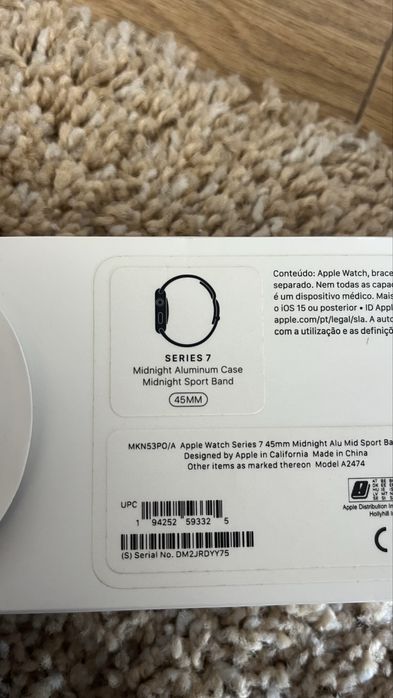 SERIES 7
Midnight Aluminum Case
Midnight Sport Band
45MM
Conteúdo: Apple Watch, brace
separado. Nem todas as capac
é um dispositivo médico. Mais
o iOS 15 ou posterior • ID Appl
apple.com/pt/legal/sla. A auto
com a utilização e as definiçõ
MKN53PO/A Apple Watch Series 7 45mm Midnight Alu Mid Sport Ba
Designed by Apple in California Made in China
Other items as marked thereon Model A2474
UPC
1 94252 59332 5
(S) Serial No. DM2JRDYY75
Apple Distribution In
Hollyhill In